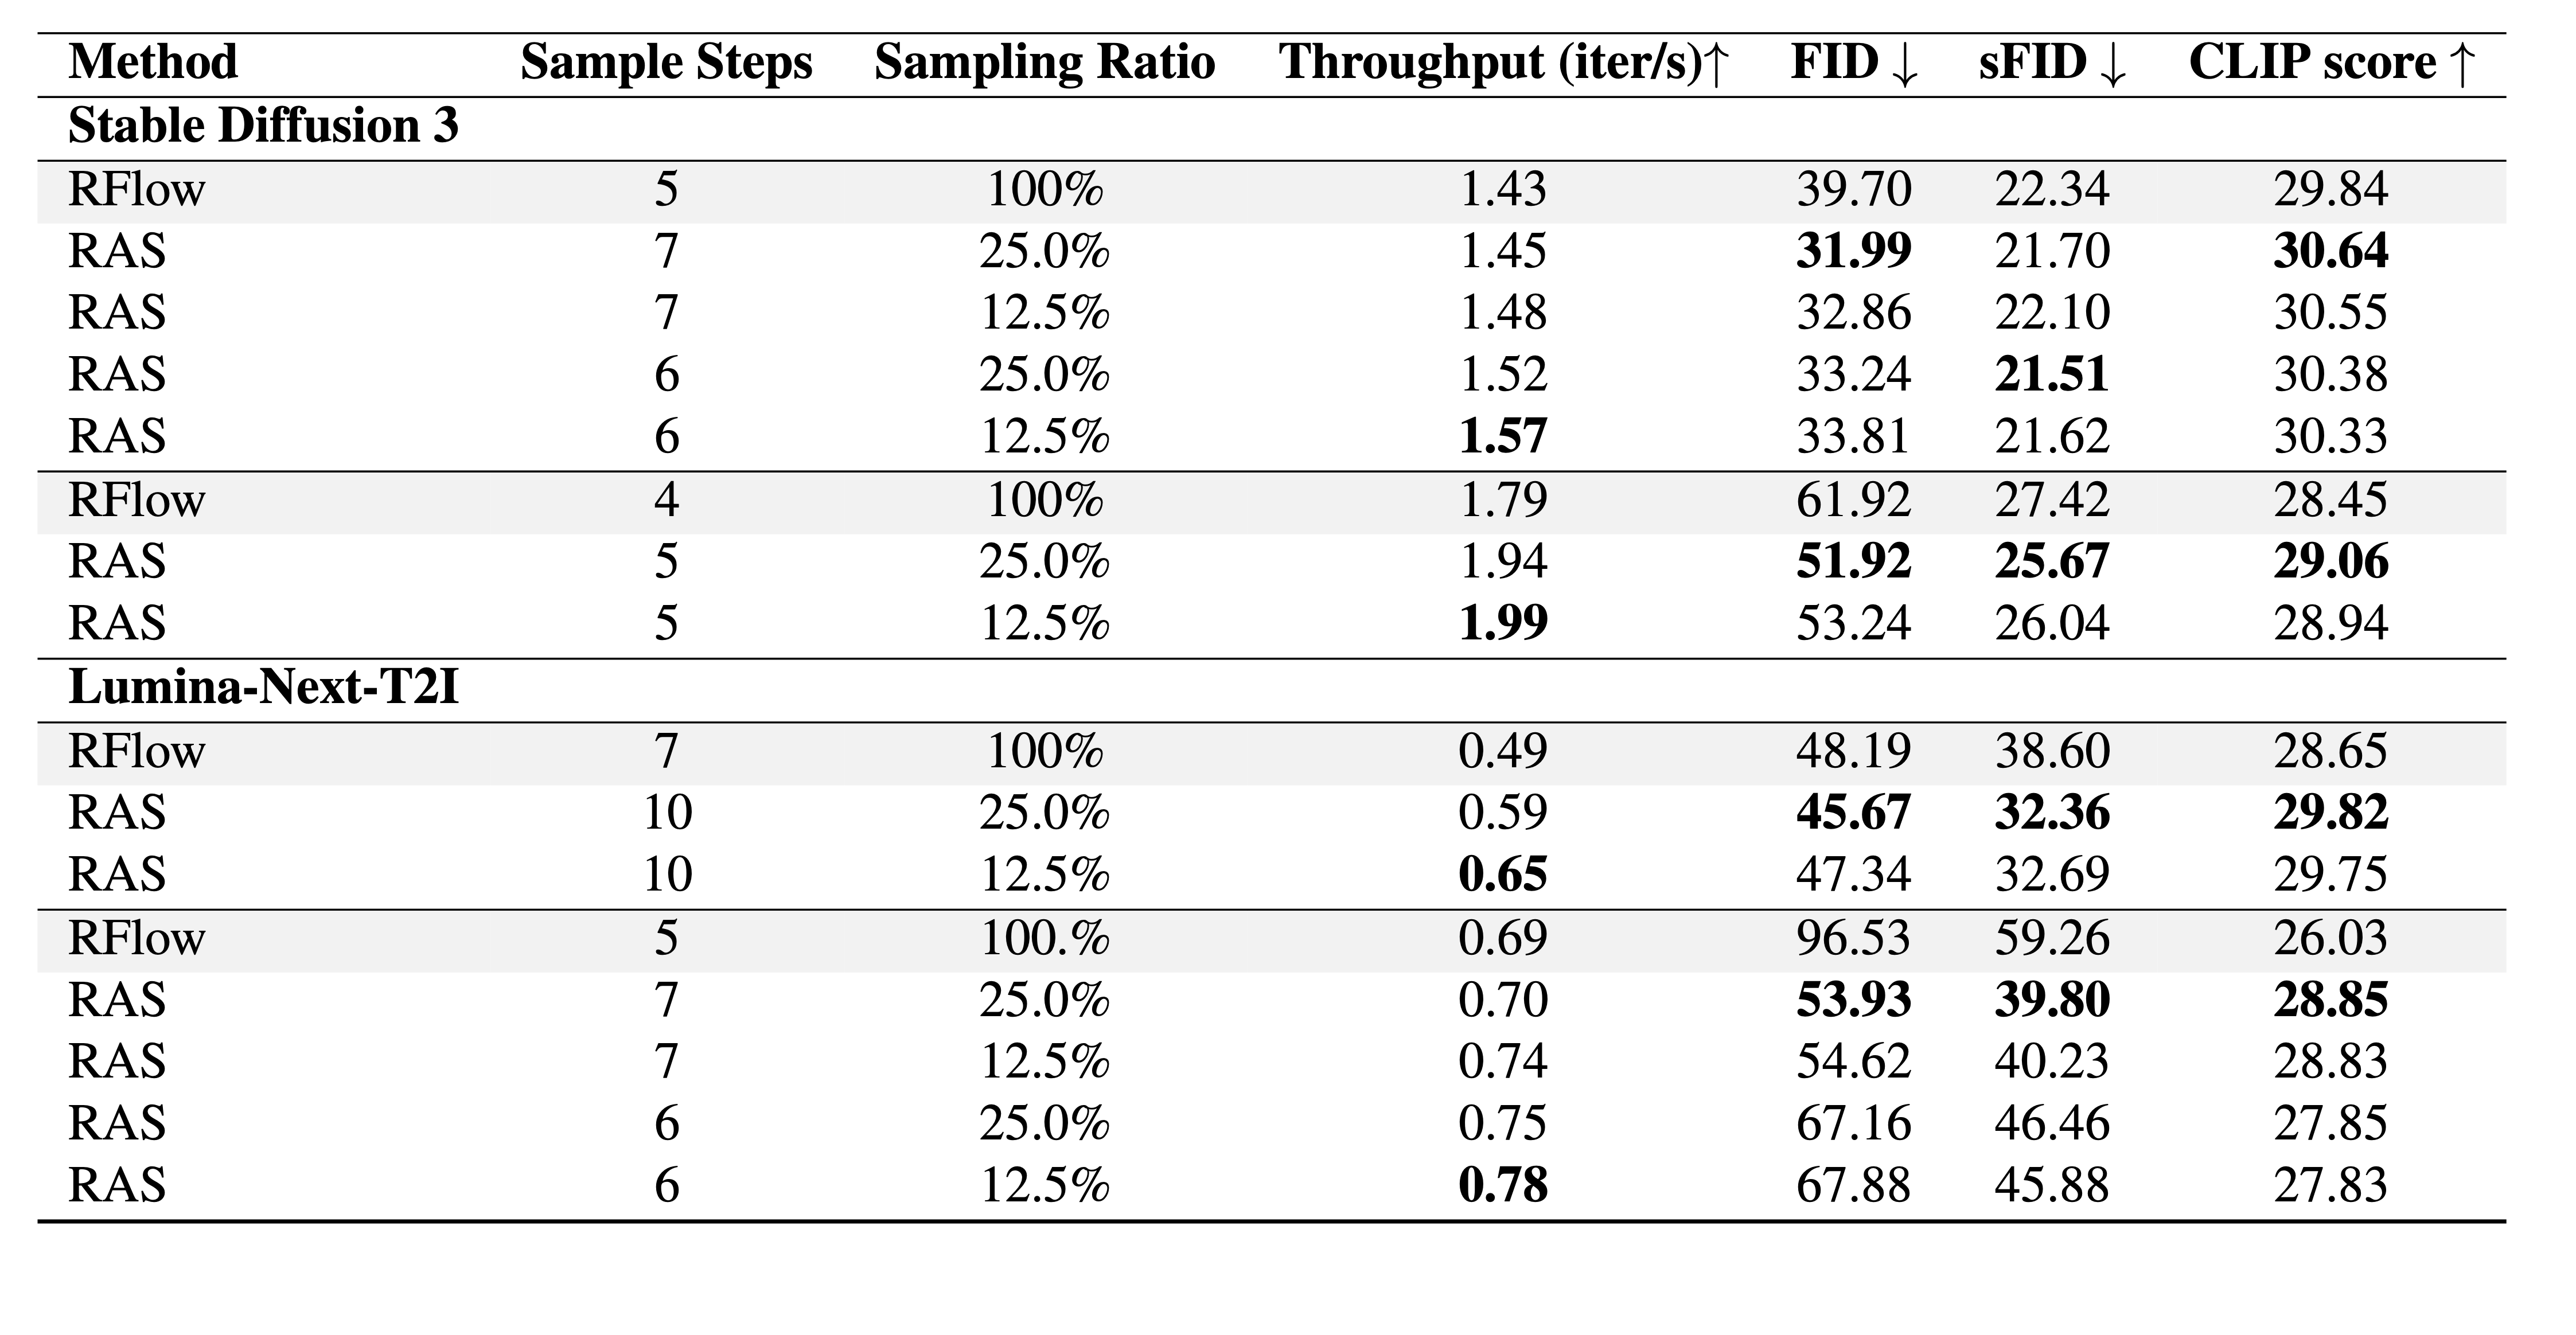 Method Sample Steps Sampling Ratio Throughput (iter/s)↑ FID ↓ sFID ↓ CLIP score ↑
Stable Diffusion 3
RFlow 5 100% 1.43 39.70 22.34 29.84
RAS 7 25.0% 1.45 31.99 21.70 30.64
RAS 7 12.5% 1.48 32.86 22.10 30.55
RAS 6 25.0% 1.52 33.24 21.51 30.38
RAS 6 12.5% 1.57 33.81 21.62 30.33
RFlow 4 100% 1.79 61.92 27.42 28.45
RAS 5 25.0% 1.94 51.92 25.67 29.06
RAS 5 12.5% 1.99 53.24 26.04 28.94
Lumina-Next-T2I
RFlow 7 100% 0.49 48.19 38.60 28.65
RAS 10 25.0% 0.59 45.67 32.36 29.82
RAS 10 12.5% 0.65 47.34 32.69 29.75
RFlow 5 100.% 0.69 96.53 59.26 26.03
RAS 7 25.0% 0.70 53.93 39.80 28.85
RAS 7 12.5% 0.74 54.62 40.23 28.83
RAS 6 25.0% 0.75 67.16 46.46 27.85
RAS 6 12.5% 0.78 67.88 45.88 27.83